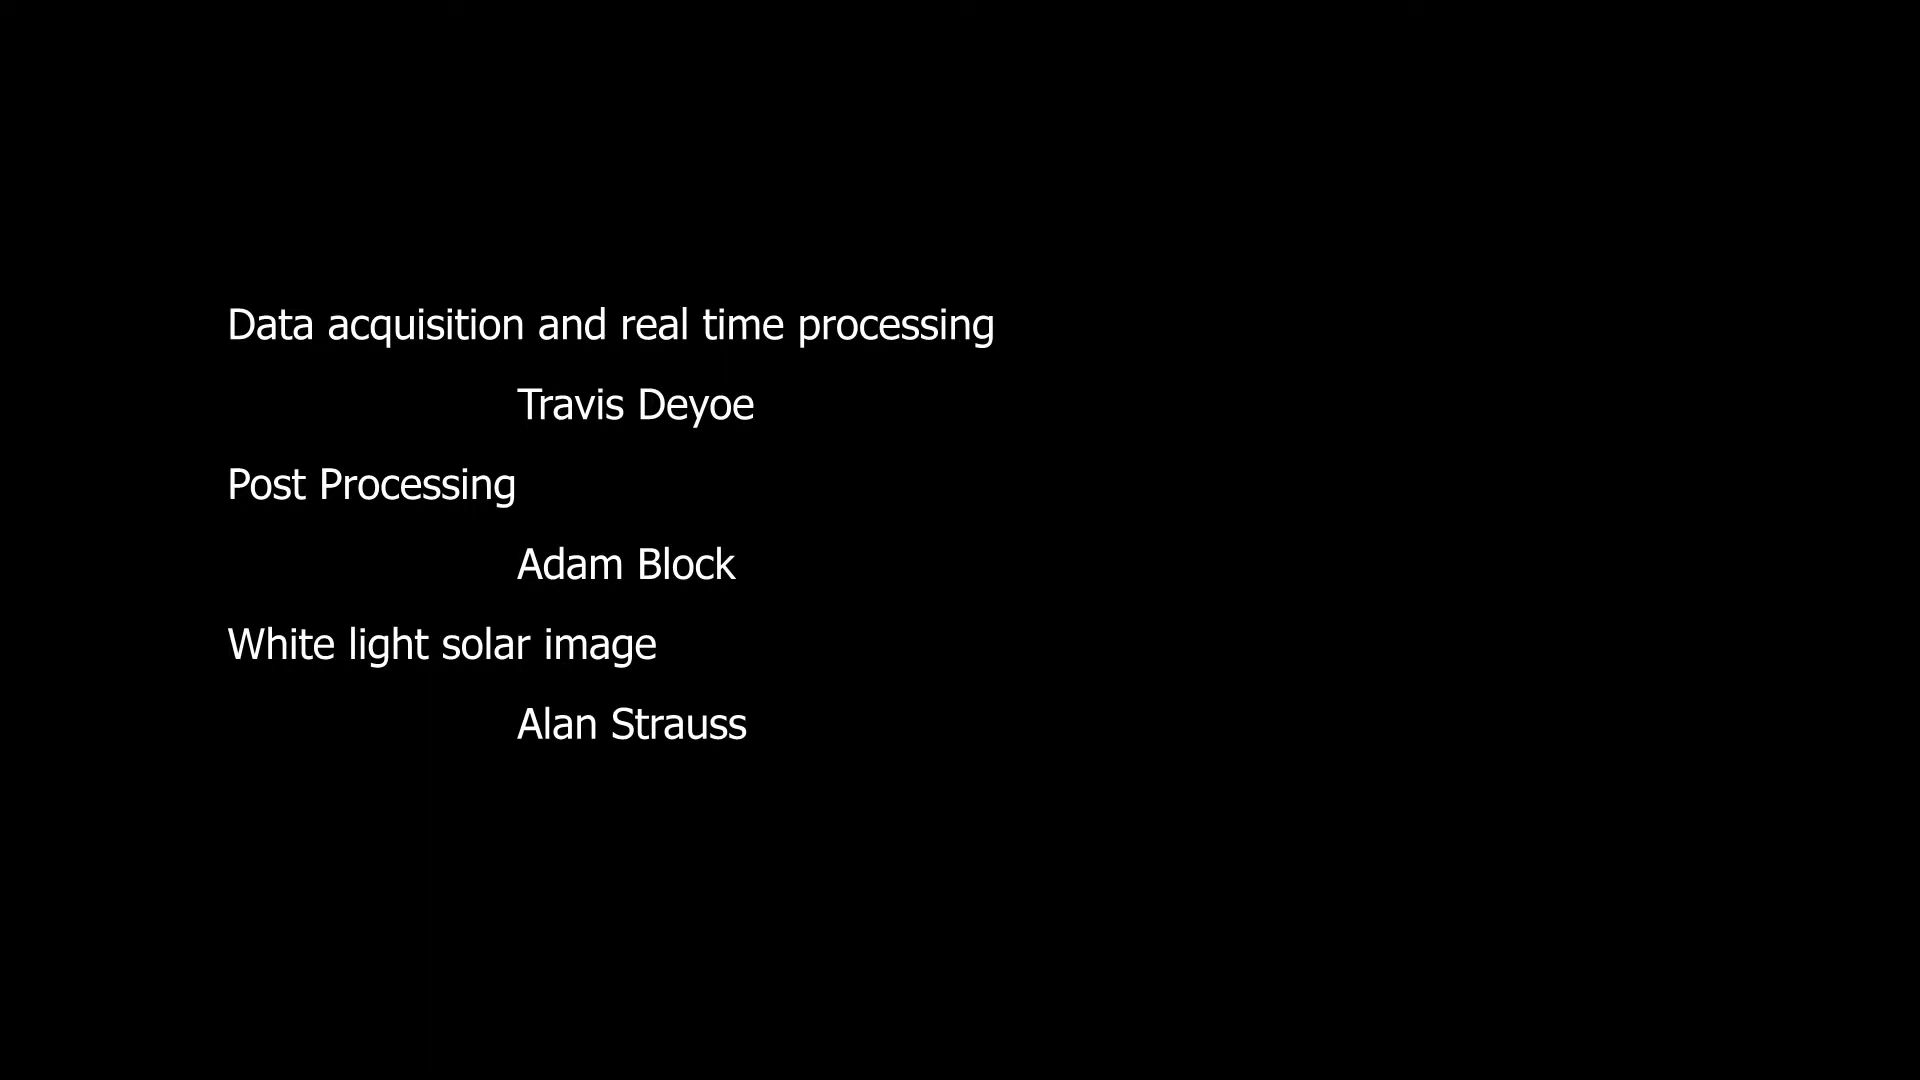 Data acquisition and real time processing
Travis Deyoe
Post Processing
Adam Block
White light solar image
Alan Strauss